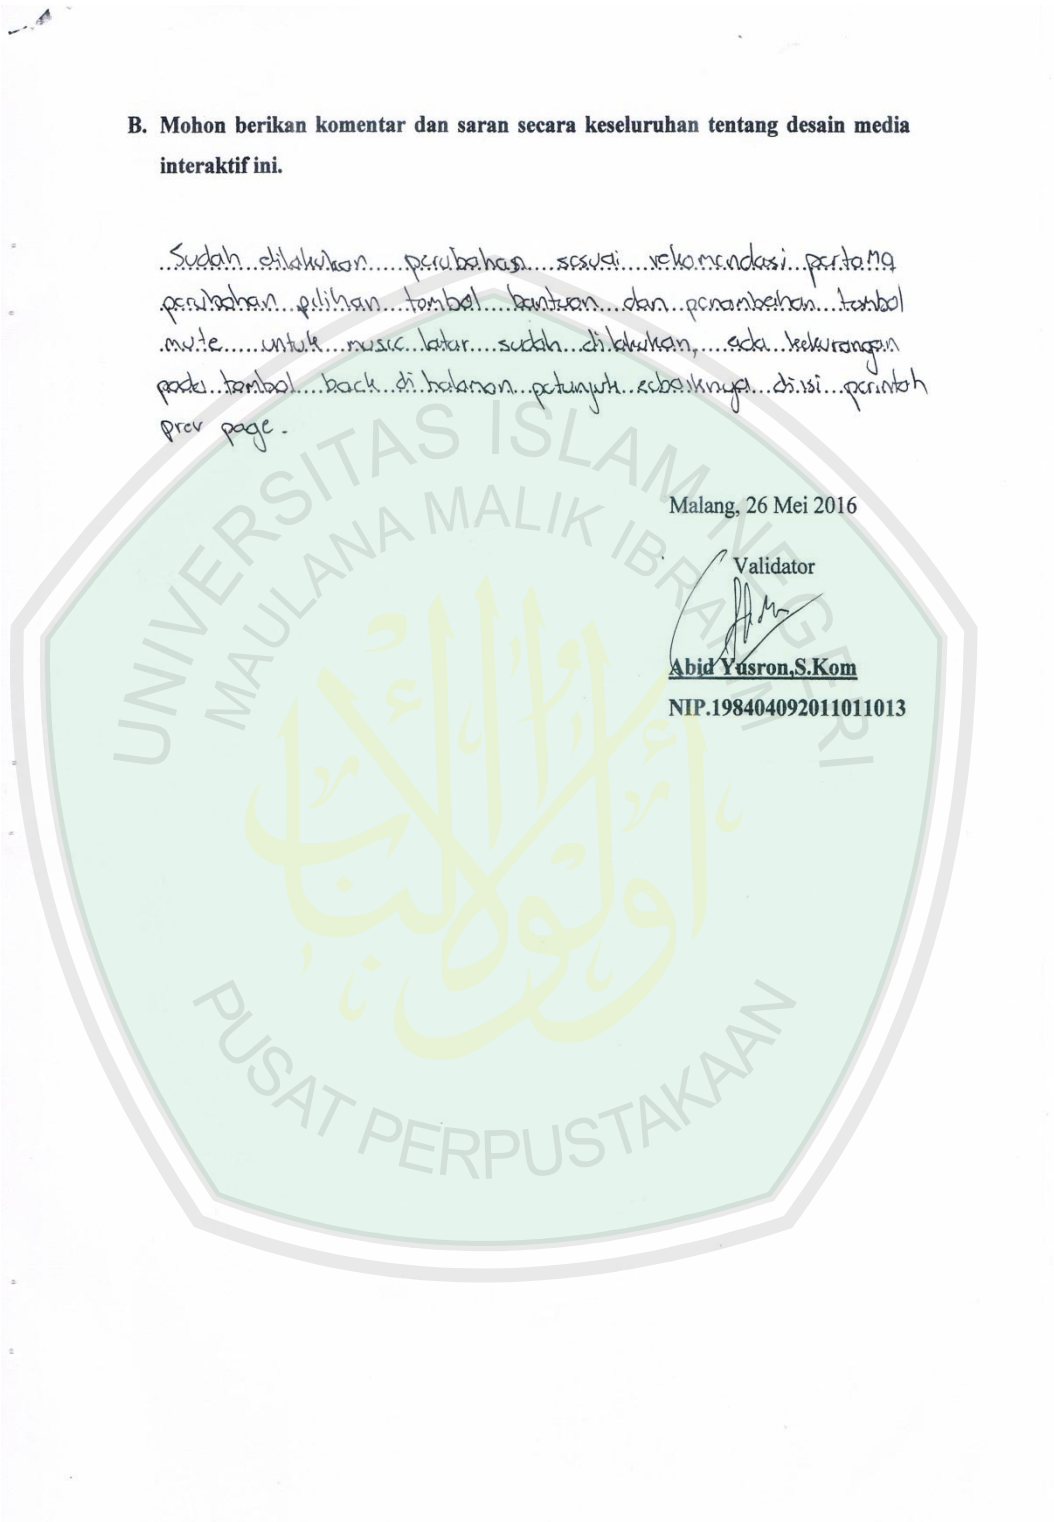 B. Mohon berikan komentar dan saran secara keseluruhan tentang desain media
interaktif ini.
Sudah dilakukan perubahan sesuai rekomendasi pertama
perubahan pilihan tombol bantuan dan penambahan tombol
mute untuk music latar sudah dilakukan, ada kekurangan
pada tombol back di halaman petunjuk sebaiknya diisi perintah
prev page.
Malang, 26 Mei 2016
Validator
Abid Yusron,S.Kom
NIP.198404092011011013
UNIVERSITAS ISLAM NEGERI
MAULANA MALIK IBRAHIM
أولوا الألباب
PUSAT PERPUSTAKAAN